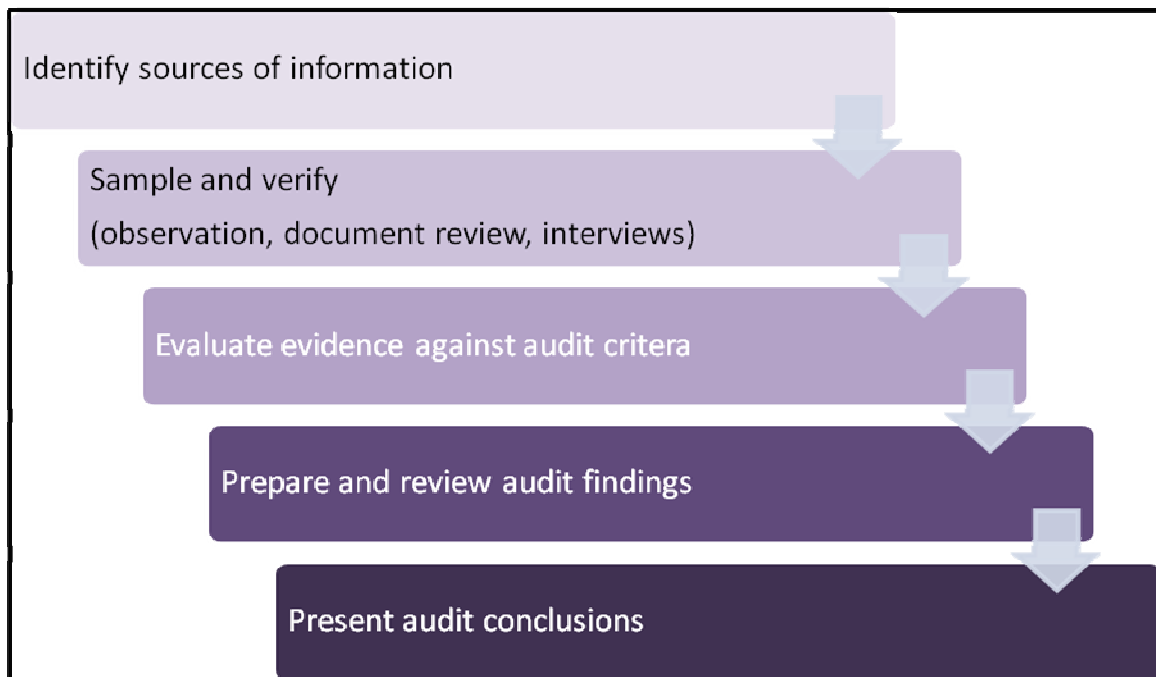 Identify sources of information
Sample and verify
(observation, document review, interviews)
Evaluate evidence against audit critera
Prepare and review audit findings
Present audit conclusions